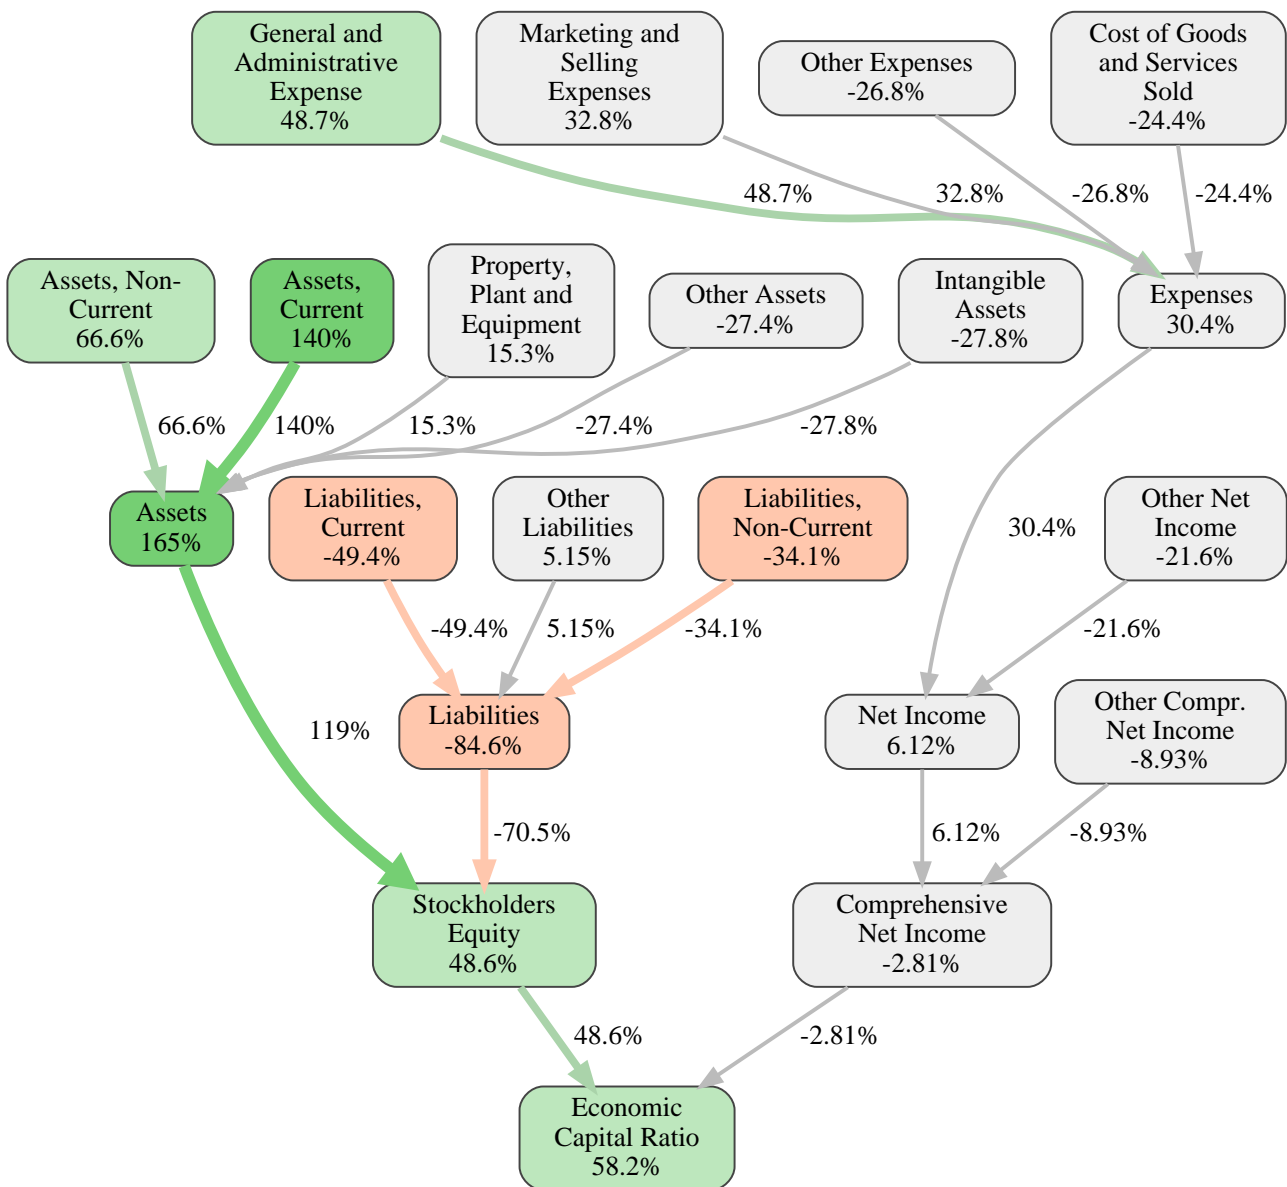 General and
Administrative
Expense
48.7%
Marketing and
Selling
Expenses
32.8%
Other Expenses
-26.8%
Cost of Goods
and Services
Sold
-24.4%
48.7%
32.8%
-26.8%
-24.4%
Assets, Non-
Current
66.6%
Assets,
Current
140%
Property,
Plant and
Equipment
15.3%
Other Assets
-27.4%
Intangible
Assets
-27.8%
Expenses
30.4%
66.6%
140%
15.3%
-27.4%
-27.8%
Assets
165%
Liabilities,
Current
-49.4%
Other
Liabilities
5.15%
Liabilities,
Non-Current
-34.1%
30.4%
Other Net
Income
-21.6%
-49.4%
5.15%
-34.1%
-21.6%
119%
Liabilities
-84.6%
Net Income
6.12%
Other Compr.
Net Income
-8.93%
-70.5%
6.12%
-8.93%
Stockholders
Equity
48.6%
Comprehensive
Net Income
-2.81%
48.6%
-2.81%
Economic
Capital Ratio
58.2%